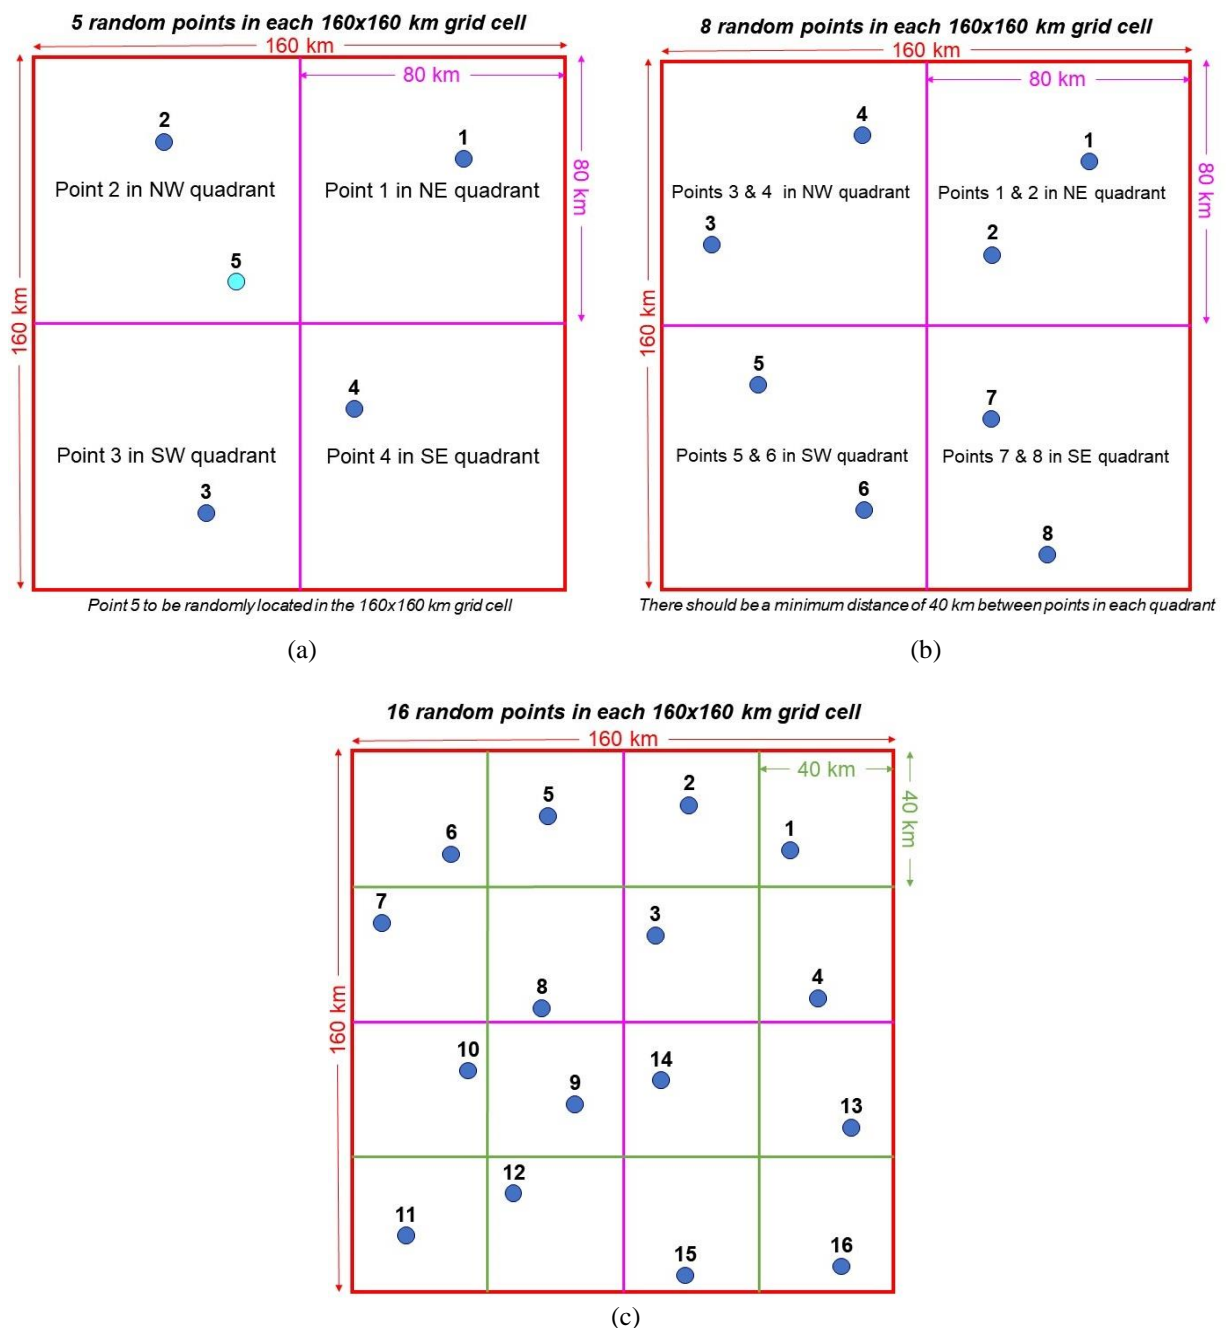 5 random points in each 160x160 km grid cell
160 km
80 km
80 km
160 km
2
1
Point 2 in NW quadrant
Point 1 in NE quadrant
5
4
Point 3 in SW quadrant
Point 4 in SE quadrant
3
Point 5 to be randomly located in the 160x160 km grid cell
(a)
8 random points in each 160x160 km grid cell
160 km
80 km
80 km
160 km
4
1
Points 3 & 4 in NW quadrant
Points 1 & 2 in NE quadrant
3
2
5
7
Points 5 & 6 in SW quadrant
Points 7 & 8 in SE quadrant
6
8
There should be a minimum distance of 40 km between points in each quadrant
(b)
16 random points in each 160x160 km grid cell
160 km
40 km
40 km
160 km
5
2
6
1
7
3
8
4
10
14
9
13
12
11
15
16
(c)